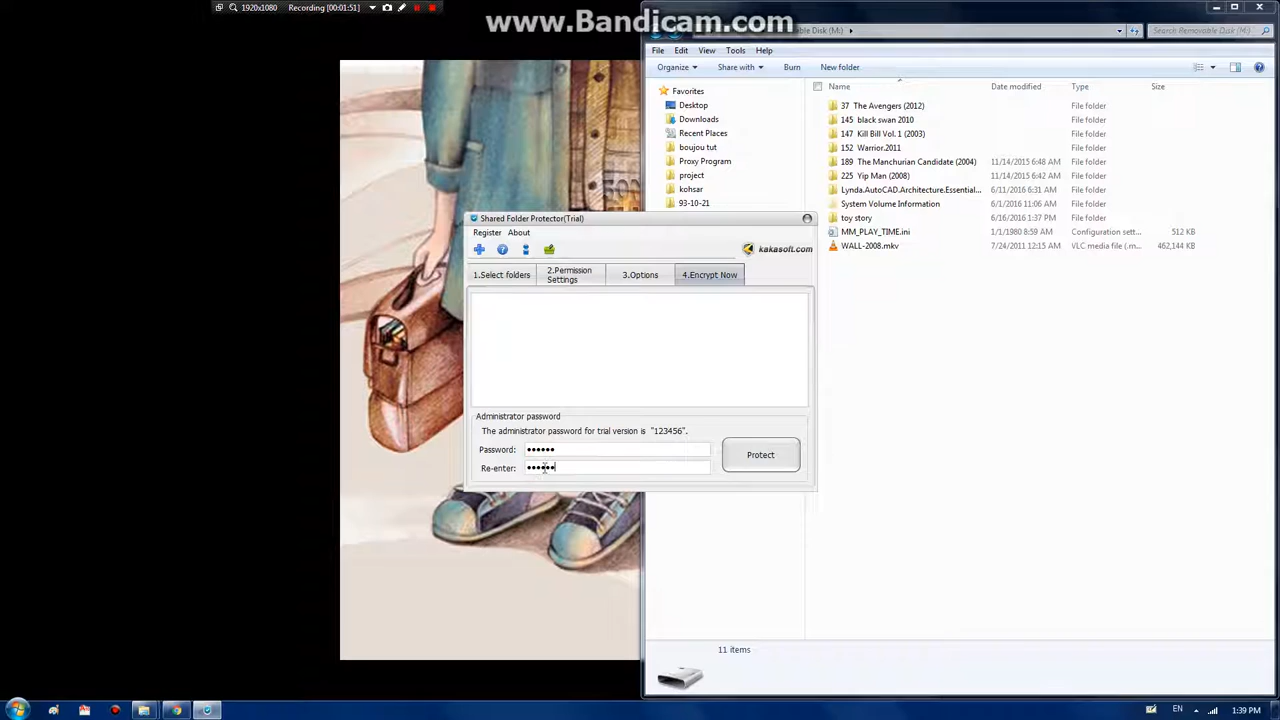 1920x1080 Recording [00:01:51]
www.Bandicam.com
able Disk (M:)
Search Removable Disk (M:)
File Edit View Tools Help
Organize Share with Burn New folder
Name Date modified Type Size
Favorites
Desktop
Downloads
Recent Places
boujou tut
Proxy Program
project
kohsar
93-10-21
37 The Avengers (2012) File folder
145 black swan 2010 File folder
147 Kill Bill Vol. 1 (2003) File folder
152 Warrior.2011 File folder
189 The Manchurian Candidate (2004) 11/14/2015 6:48 AM File folder
225 Yip Man (2008) 11/14/2015 6:42 AM File folder
Lynda.AutoCAD.Architecture.Essential... 6/11/2016 6:31 AM File folder
System Volume Information 6/16/2016 11:06 AM File folder
toy story 6/16/2016 1:37 PM File folder
MM_PLAY_TIME.ini 1/1/1980 8:59 AM Configuration sett... 512 KB
WALL-2008.mkv 7/24/2011 12:15 AM VLC media file (.m... 462,144 KB
Shared Folder Protector(Trial)
Register About
kakasoft.com
1.Select folders
2.Permission
Settings
3.Options
4.Encrypt Now
Administrator password
The administrator password for trial version is "123456".
Password:
Re-enter:
Protect
11 items
EN
1:39 PM